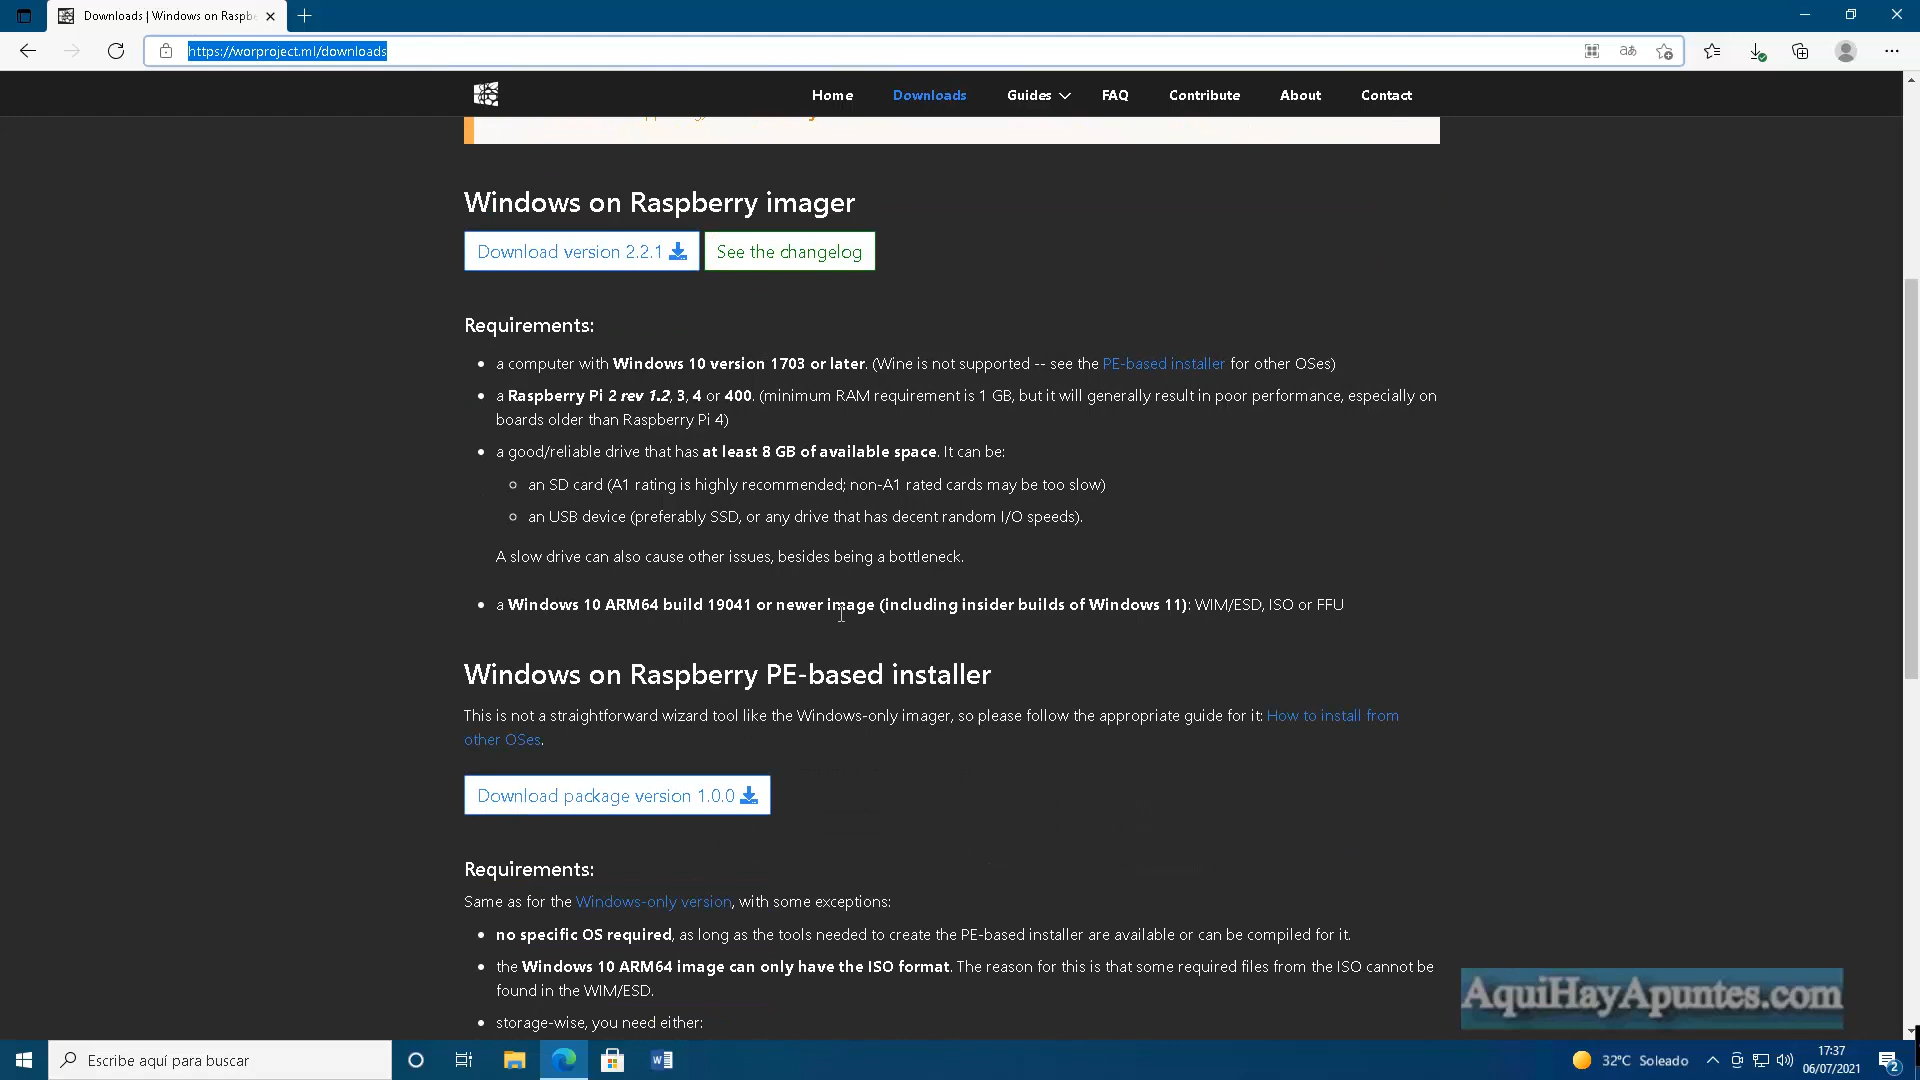 Downloads | Windows on Raspb
https://worproject.ml/downloads
Home Downloads Guides FAQ Contribute About Contact
Windows on Raspberry imager
Download version 2.2.1 See the changelog
Requirements:
a computer with Windows 10 version 1703 or later. (Wine is not supported -- see the PE-based installer for other OSes)
a Raspberry Pi 2 rev 1.2, 3, 4 or 400. (minimum RAM requirement is 1 GB, but it will generally result in poor performance, especially on
boards older than Raspberry Pi 4)
a good/reliable drive that has at least 8 GB of available space. It can be:
an SD card (A1 rating is highly recommended; non-A1 rated cards may be too slow)
an USB device (preferably SSD, or any drive that has decent random I/O speeds).
A slow drive can also cause other issues, besides being a bottleneck.
a Windows 10 ARM64 build 19041 or newer image (including insider builds of Windows 11): WIM/ESD, ISO or FFU
Windows on Raspberry PE-based installer
This is not a straightforward wizard tool like the Windows-only imager, so please follow the appropriate guide for it: How to install from
other OSes.
Download package version 1.0.0
Requirements:
Same as for the Windows-only version, with some exceptions:
no specific OS required, as long as the tools needed to create the PE-based installer are available or can be compiled for it.
the Windows 10 ARM64 image can only have the ISO format. The reason for this is that some required files from the ISO cannot be
found in the WIM/ESD.
AquiHayApuntes.com
storage-wise, you need either:
Escribe aquí para buscar
32°C Soleado
17:37
06/07/2021
2